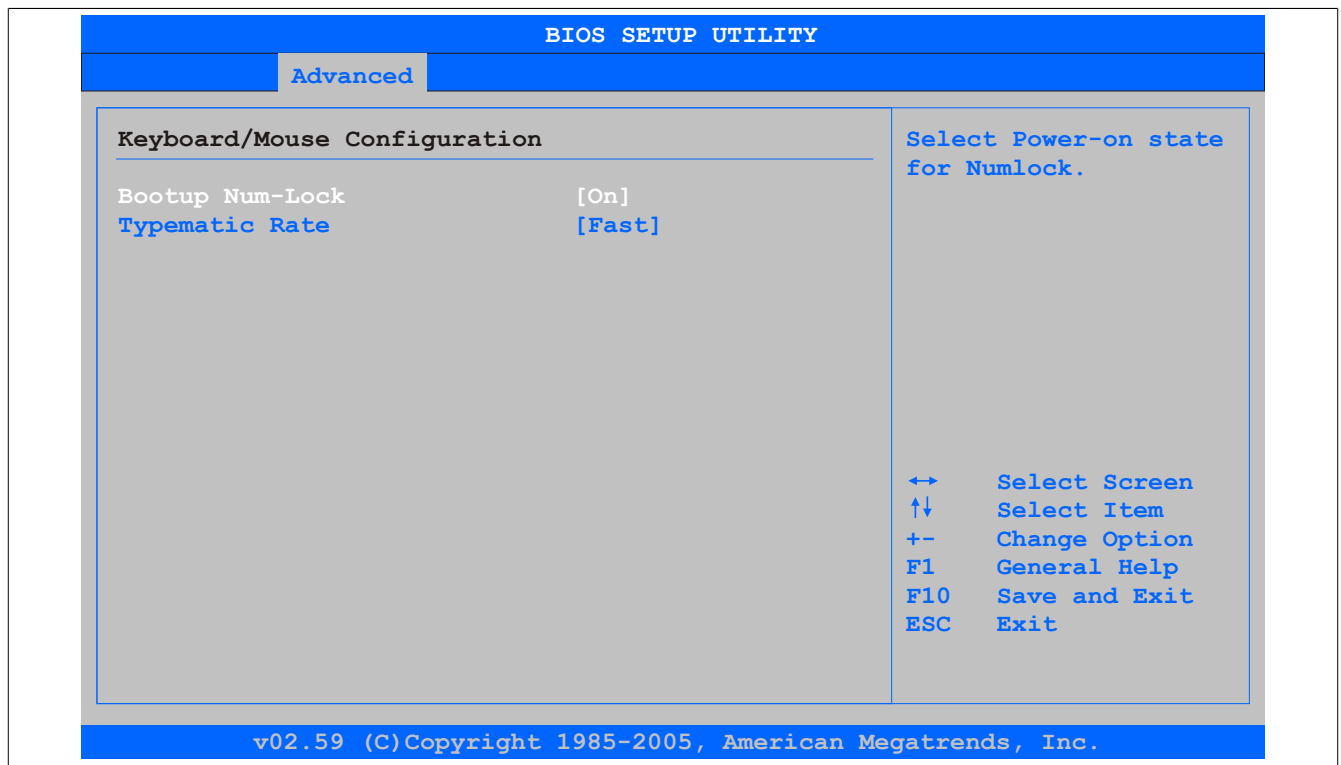 BIOS SETUP UTILITY
Advanced
Keyboard/Mouse Configuration
Bootup Num-Lock [On]
Typematic Rate [Fast]
Select Power-on state
for Numlock.
↔ Select Screen
↑↓ Select Item
+- Change Option
F1 General Help
F10 Save and Exit
ESC Exit
v02.59 (C)Copyright 1985-2005, American Megatrends, Inc.